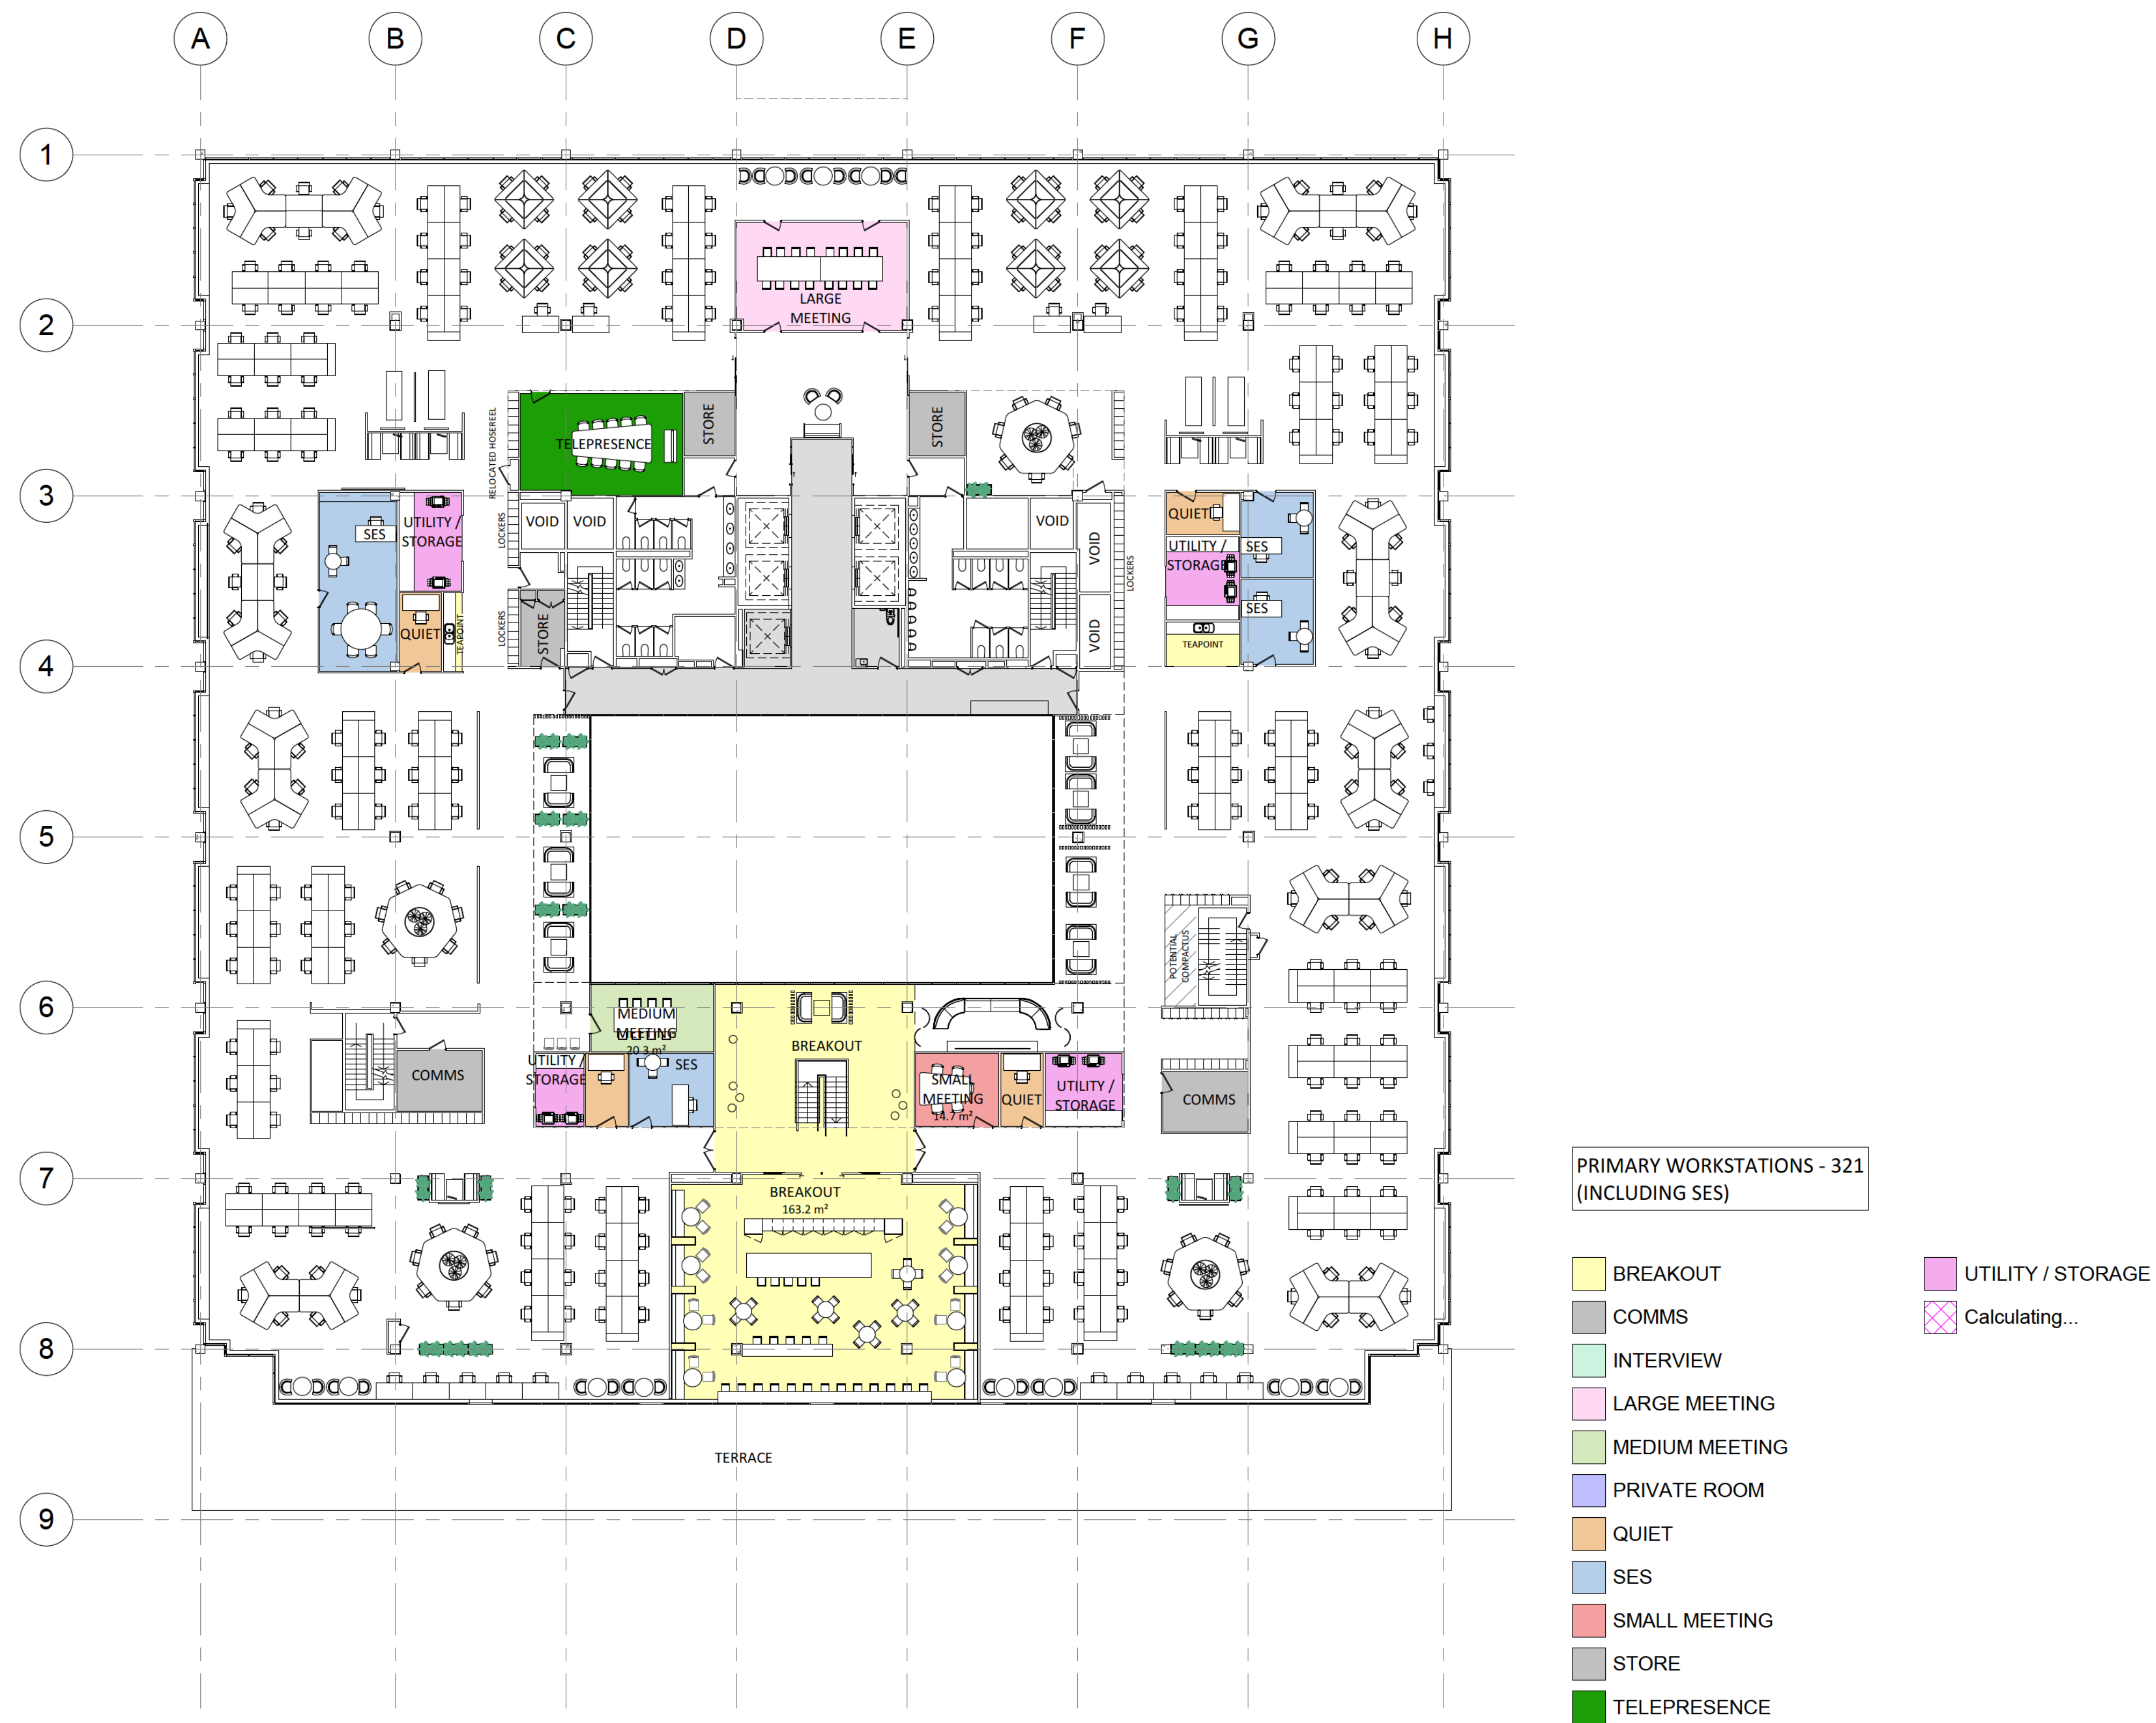 A
B
C
D
E
F
G
H
1
2
3
4
5
6
7
8
9
LARGE
MEETING
RELOCATED HOSEREEL
TELEPRESENCE
STORE
STORE
SES
UTILITY /
STORAGE
QUIET
TEAPOINT
LOCKERS
LOCKERS
VOID
VOID
STORE
VOID
VOID
VOID
LOCKERS
QUIET
UTILITY /
STORAGE
SES
SES
TEAPOINT
POTENTIAL
COMPACTUS
MEDIUM
MEETING
20.3 m²
UTILITY /
STORAGE
SES
BREAKOUT
SMALL
MEETING
14.7 m²
QUIET
UTILITY /
STORAGE
COMMS
COMMS
BREAKOUT
163.2 m²
TERRACE
PRIMARY WORKSTATIONS - 321
(INCLUDING SES)
BREAKOUT
COMMS
INTERVIEW
LARGE MEETING
MEDIUM MEETING
PRIVATE ROOM
QUIET
SES
SMALL MEETING
STORE
TELEPRESENCE
UTILITY / STORAGE
Calculating...